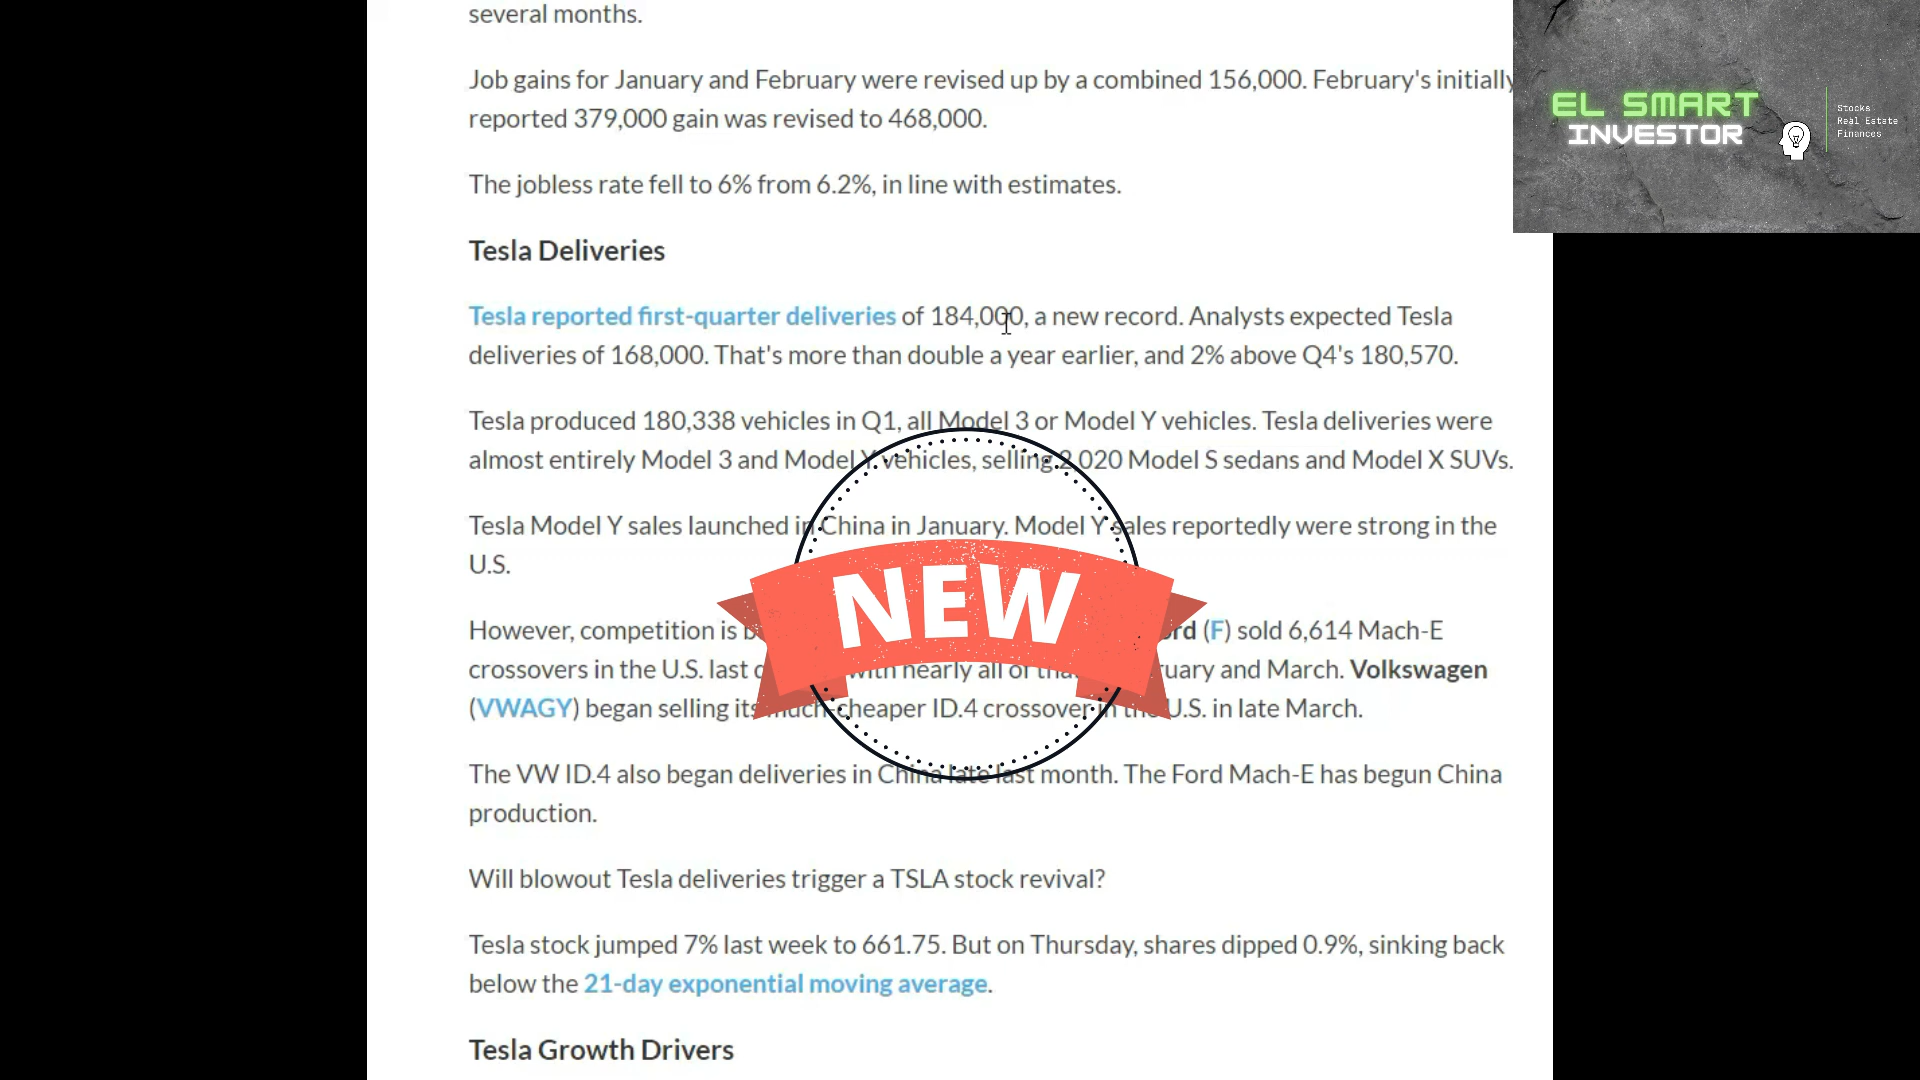 several months.
Job gains for January and February were revised up by a combined 156,000. February's initially
reported 379,000 gain was revised to 468,000.
The jobless rate fell to 6% from 6.2%, in line with estimates.
Tesla Deliveries
Tesla reported first-quarter deliveries of 184,000, a new record. Analysts expected Tesla
deliveries of 168,000. That's more than double a year earlier, and 2% above Q4's 180,570.
Tesla produced 180,338 vehicles in Q1, all Model 3 or Model Y vehicles. Tesla deliveries were
almost entirely Model 3 and Model Y vehicles, selling 2,020 Model S sedans and Model X SUVs.
Tesla Model Y sales launched in China in January. Model Y sales reportedly were strong in the
U.S.
However, competition is (F) sold 6,614 Mach-E
crossovers in the U.S. last with nearly all of and March. Volkswagen
(VWAGY) began selling its much-cheaper ID.4 crossover in the U.S. in late March.
The VW ID.4 also began deliveries in China late last month. The Ford Mach-E has begun China
production.
Will blowout Tesla deliveries trigger a TSLA stock revival?
Tesla stock jumped 7% last week to 661.75. But on Thursday, shares dipped 0.9%, sinking back
below the 21-day exponential moving average.
Tesla Growth Drivers
NEW
EL SMART
INVESTOR
Stocks
Real Estate
Finances